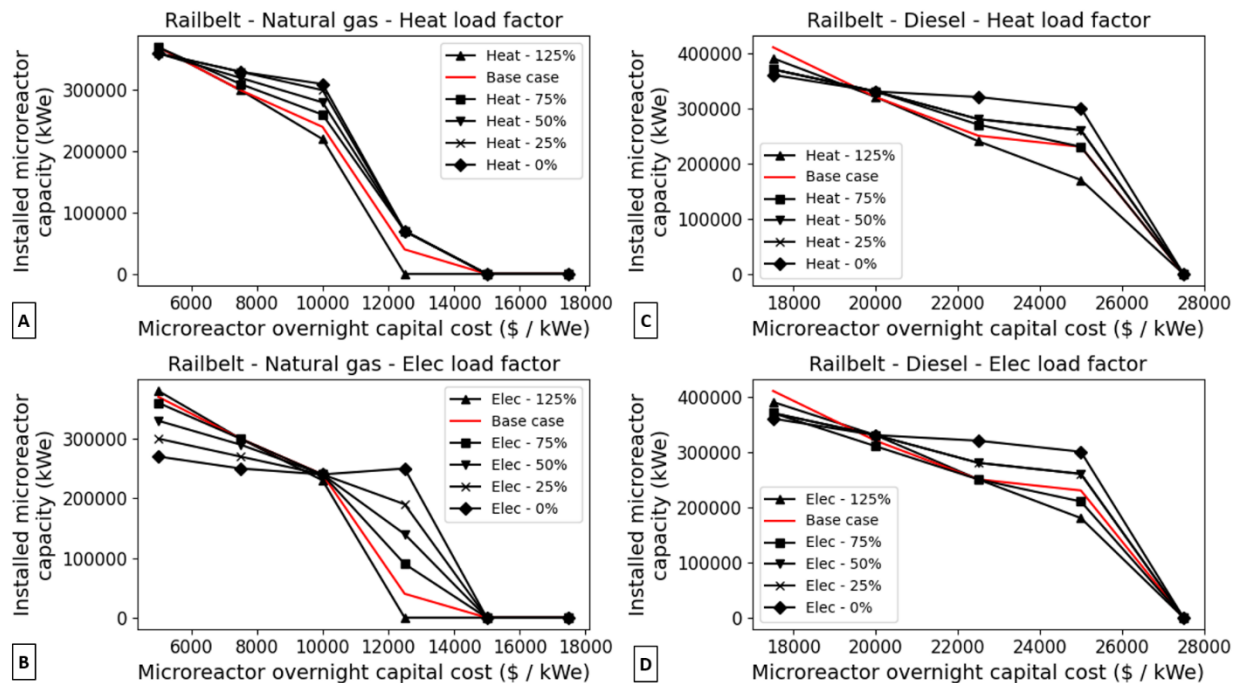 Railbelt - Natural gas - Heat load factor
Installed microreactor
capacity (kWe)
300000
200000
100000
0
Heat - 125%
Base case
Heat - 75%
Heat - 50%
Heat - 25%
Heat - 0%
6000 8000 10000 12000 14000 16000 18000
Microreactor overnight capital cost ($ / kWe)
A
Railbelt - Natural gas - Elec load factor
Installed microreactor
capacity (kWe)
300000
200000
100000
0
Elec - 125%
Base case
Elec - 75%
Elec - 50%
Elec - 25%
Elec - 0%
6000 8000 10000 12000 14000 16000 18000
Microreactor overnight capital cost ($ / kWe)
B
Railbelt - Diesel - Heat load factor
Installed microreactor
capacity (kWe)
400000
300000
200000
100000
0
Heat - 125%
Base case
Heat - 75%
Heat - 50%
Heat - 25%
Heat - 0%
18000 20000 22000 24000 26000 28000
Microreactor overnight capital cost ($ / kWe)
C
Railbelt - Diesel - Elec load factor
Installed microreactor
capacity (kWe)
400000
300000
200000
100000
0
Elec - 125%
Base case
Elec - 75%
Elec - 50%
Elec - 25%
Elec - 0%
18000 20000 22000 24000 26000 28000
Microreactor overnight capital cost ($ / kWe)
D